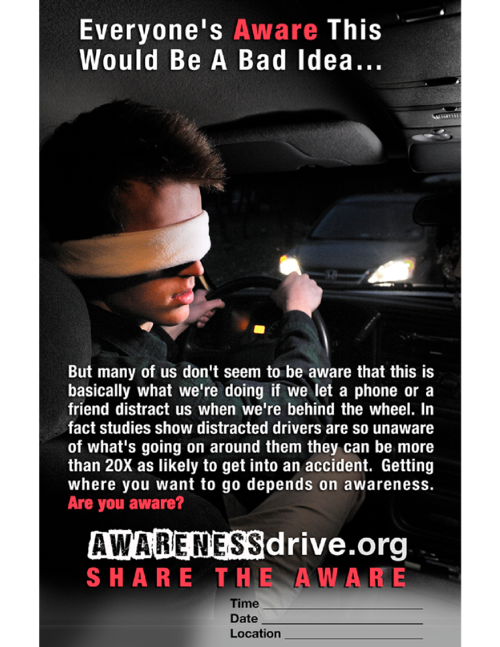 Everyone's Aware This
Would Be A Bad Idea...
But many of us don't seem to be aware that this is
basically what we're doing if we let a phone or a
friend distract us when we're behind the wheel. In
fact studies show distracted drivers are so unaware
of what's going on around them they can be more
than 20X as likely to get into an accident. Getting
where you want to go depends on awareness.
Are you aware?
AWARENESSdrive.org
SHARE THE AWARE
Time
Date
Location